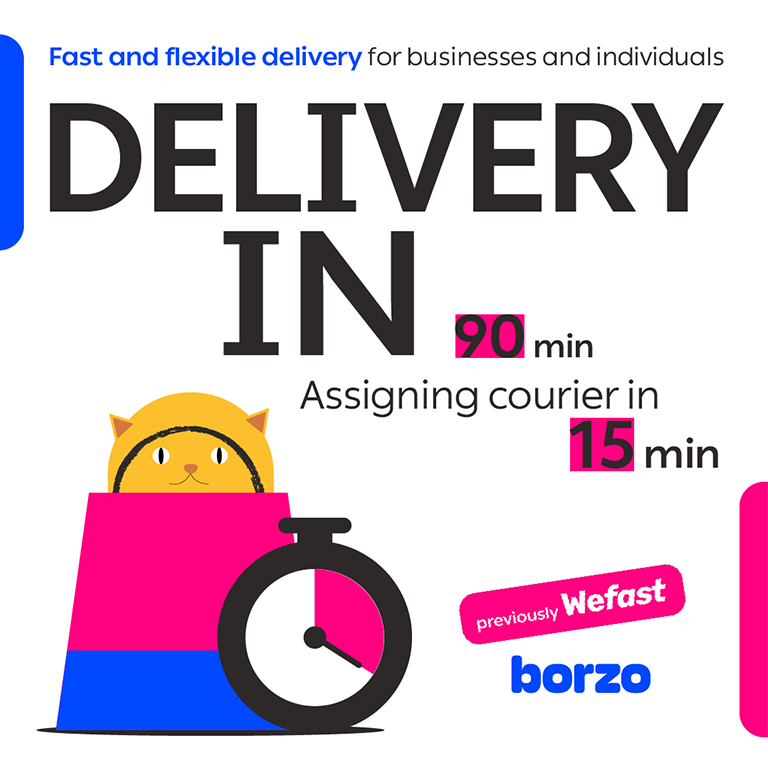 Fast and flexible delivery for businesses and individuals
DELIVERY
IN
90 min
Assigning courier in
15 min
previously Wefast
borzo